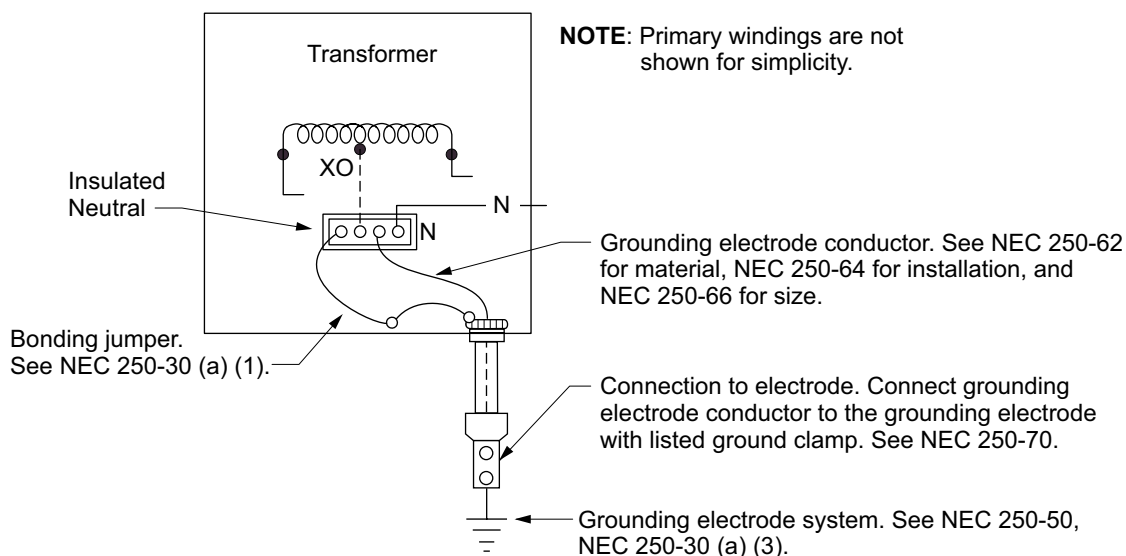 Transformer
NOTE: Primary windings are not
shown for simplicity.
XO
Insulated
Neutral
N
N
Grounding electrode conductor. See NEC 250-62
for material, NEC 250-64 for installation, and
NEC 250-66 for size.
Bonding jumper.
See NEC 250-30 (a) (1).
Connection to electrode. Connect grounding
electrode conductor to the grounding electrode
with listed ground clamp. See NEC 250-70.
Grounding electrode system. See NEC 250-50,
NEC 250-30 (a) (3).